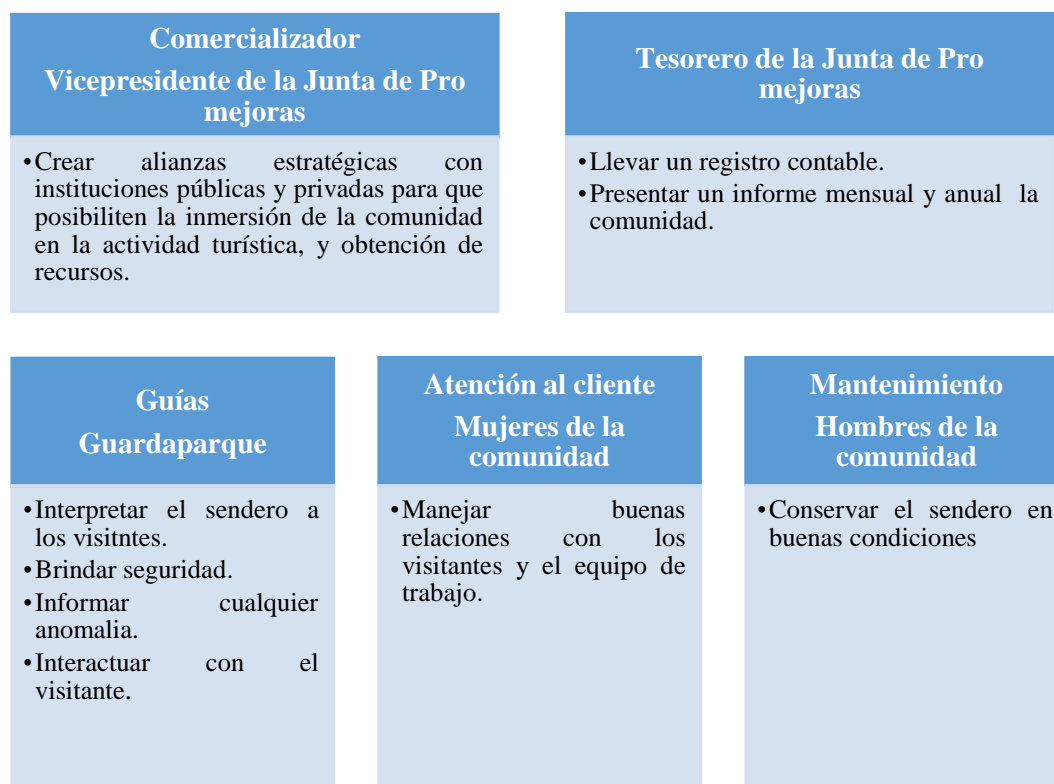 Comercializador
Vicepresidente de la Junta de Pro
mejoras
•Crear alianzas estratégicas con
instituciones públicas y privadas para que
posibiliten la inmersión de la comunidad
en la actividad turística, y obtención de
recursos.
Tesorero de la Junta de Pro
mejoras
•Llevar un registro contable.
•Presentar un informe mensual y anual la
comunidad.
Guías
Guardaparque
•Interpretar el sendero a
los visitntes.
•Brindar seguridad.
•Informar cualquier
anomalia.
•Interactuar con el
visitante.
Atención al cliente
Mujeres de la
comunidad
•Manejar buenas
relaciones con los
visitantes y el equipo de
trabajo.
Mantenimiento
Hombres de la
comunidad
•Conservar el sendero en
buenas condiciones